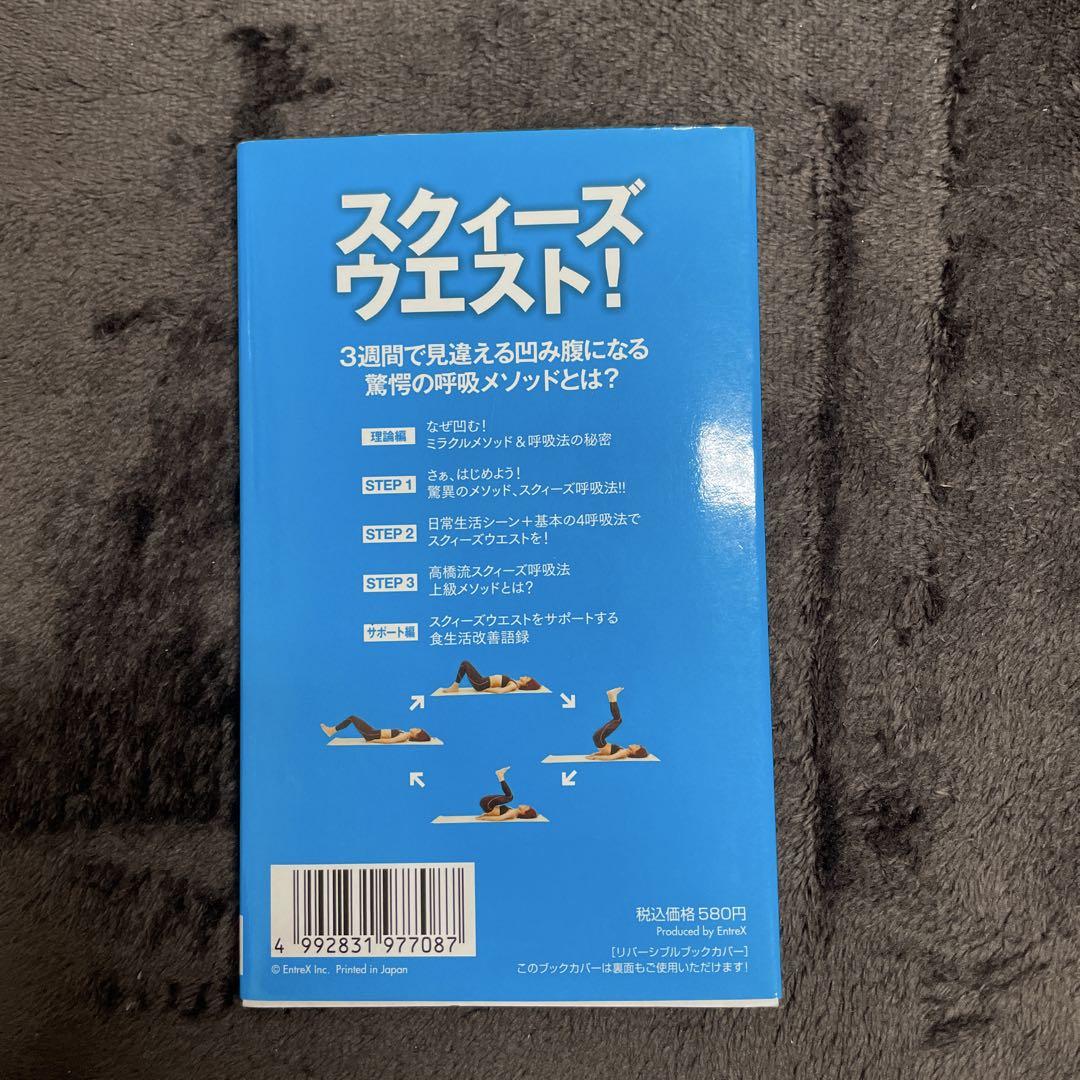 スクィーズ
ウエスト!
3週間で見違える凹み腹になる
驚愕の呼吸メソッドとは?
理論編
なぜ凹む!
ミラクルメソッド&呼吸法の秘密
STEP 1
さぁ、はじめよう!
驚異のメソッド、スクィーズ呼吸法!!
STEP 2
日常生活シーン+基本の4呼吸法で
スクィーズウエストを!
STEP 3
高橋流スクィーズ呼吸法
上級メソッドとは?
サポート編
スクィーズウエストをサポートする
食生活改善語録
4 992831 977087
© EntreX Inc. Printed in Japan
税込価格 580円
Produced by EntreX
[リバーシブルブックカバー]
このブックカバーは裏面もご使用いただけます!